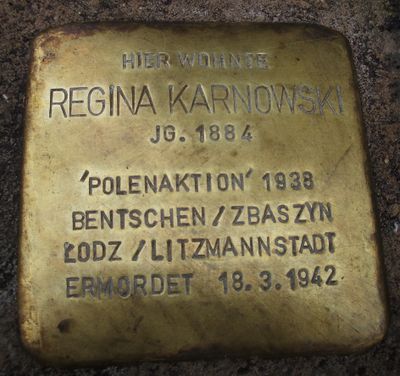 HIER WOHNTE
REGINA KARNOWSKI
JG. 1884
'POLENAKTION' 1938
BENTSCHEN / ZBASZYN
ŁODZ / LITZMANNSTADT
ERMORDET 18.3.1942